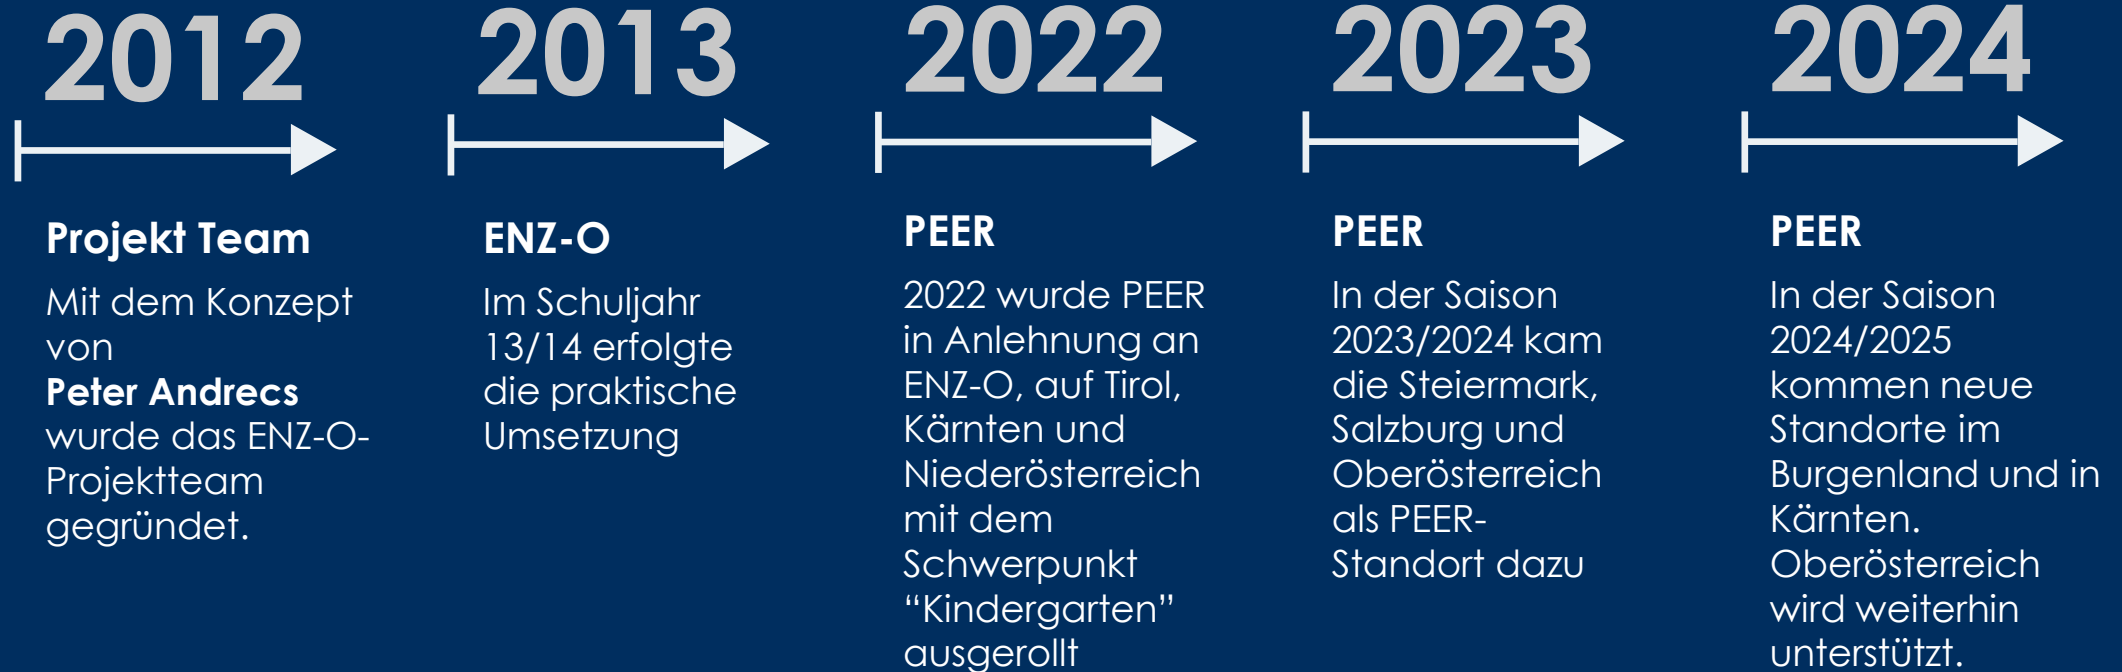 2012
Projekt Team
Mit dem Konzept
von
Peter Andrecs
wurde das ENZ-O-
Projektteam
gegründet.
2013
ENZ-O
Im Schuljahr
13/14 erfolgte
die praktische
Umsetzung
2022
PEER
2022 wurde PEER
in Anlehnung an
ENZ-O, auf Tirol,
Kärnten und
Niederösterreich
mit dem
Schwerpunkt
“Kindergarten”
ausgerollt
2023
PEER
In der Saison
2023/2024 kam
die Steiermark,
Salzburg und
Oberösterreich
als PEER-
Standort dazu
2024
PEER
In der Saison
2024/2025
kommen neue
Standorte im
Burgenland und in
Kärnten.
Oberösterreich
wird weiterhin
unterstützt.